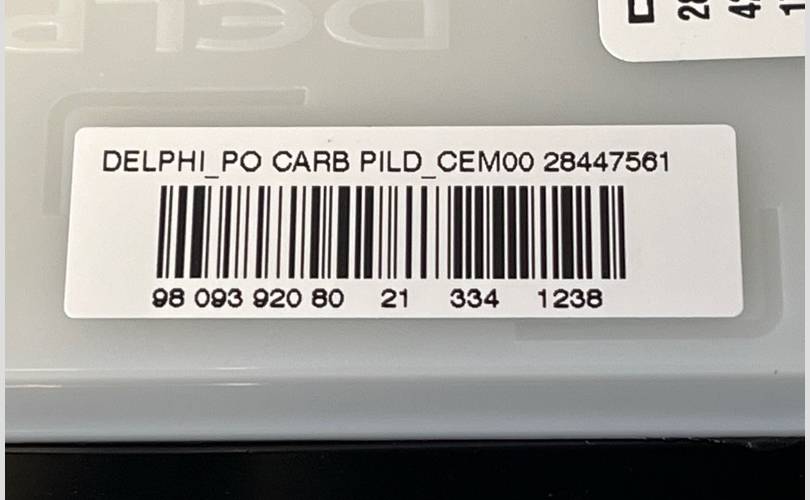 DELPHI_PO CARB PILD_CEM00 28447561
98 093 920 80 21 334 1238